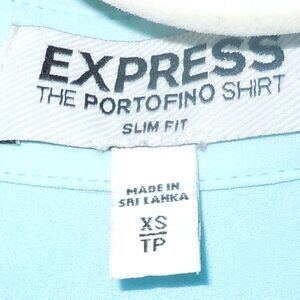 EXPRESS
THE PORTOFINO SHIRT
SLIM FIT
MADE IN
SRI LANKA
XS
TP